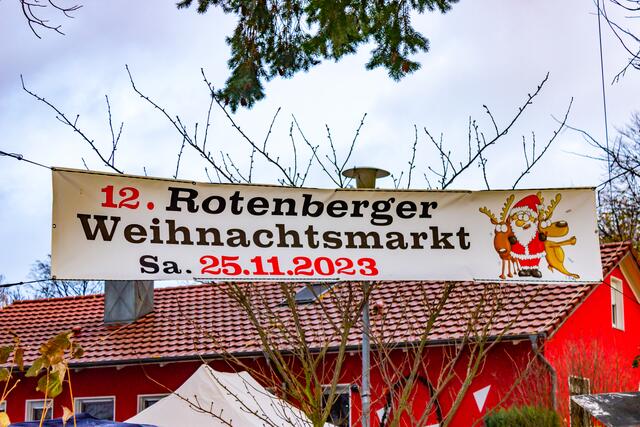 12. Rotenberger
Weihnachtsmarkt
Sa. 25.11.2023